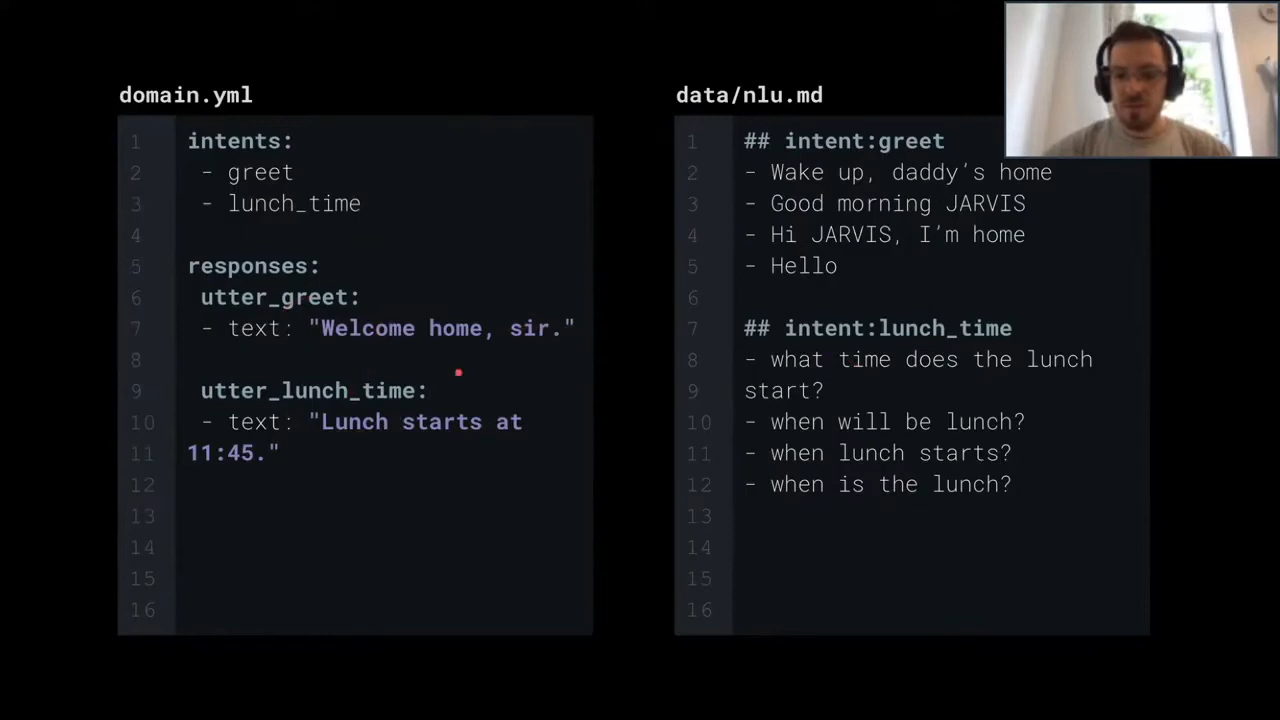 domain.yml
1 intents:
2 - greet
3 - lunch_time
4
5 responses:
6 utter_greet:
7 - text: "Welcome home, sir."
8
9 utter_lunch_time:
10 - text: "Lunch starts at
11 11:45."
12
13
14
15
16
data/nlu.md
1 ## intent:greet
2 - Wake up, daddy’s home
3 - Good morning JARVIS
4 - Hi JARVIS, I’m home
5 - Hello
6
7 ## intent:lunch_time
8 - what time does the lunch
9 start?
10 - when will be lunch?
11 - when lunch starts?
12 - when is the lunch?
13
14
15
16